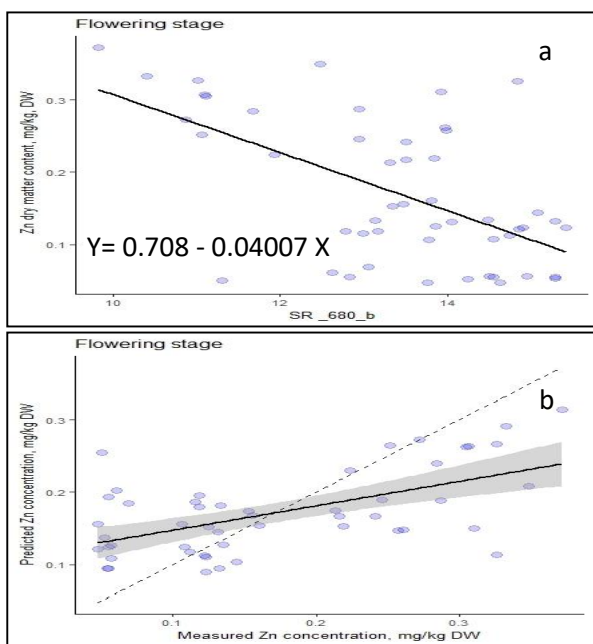 Flowering stage
a
Zn dry matter content, mg/kg, DW
0.3
0.2
0.1
Y= 0.708 - 0.04007 X
10
12
14
SR _680_b
Flowering stage
b
Predicted Zn concentration, mg/kg DW
0.3
0.2
0.1
0.1
0.2
0.3
Measured Zn concentration, mg/kg DW